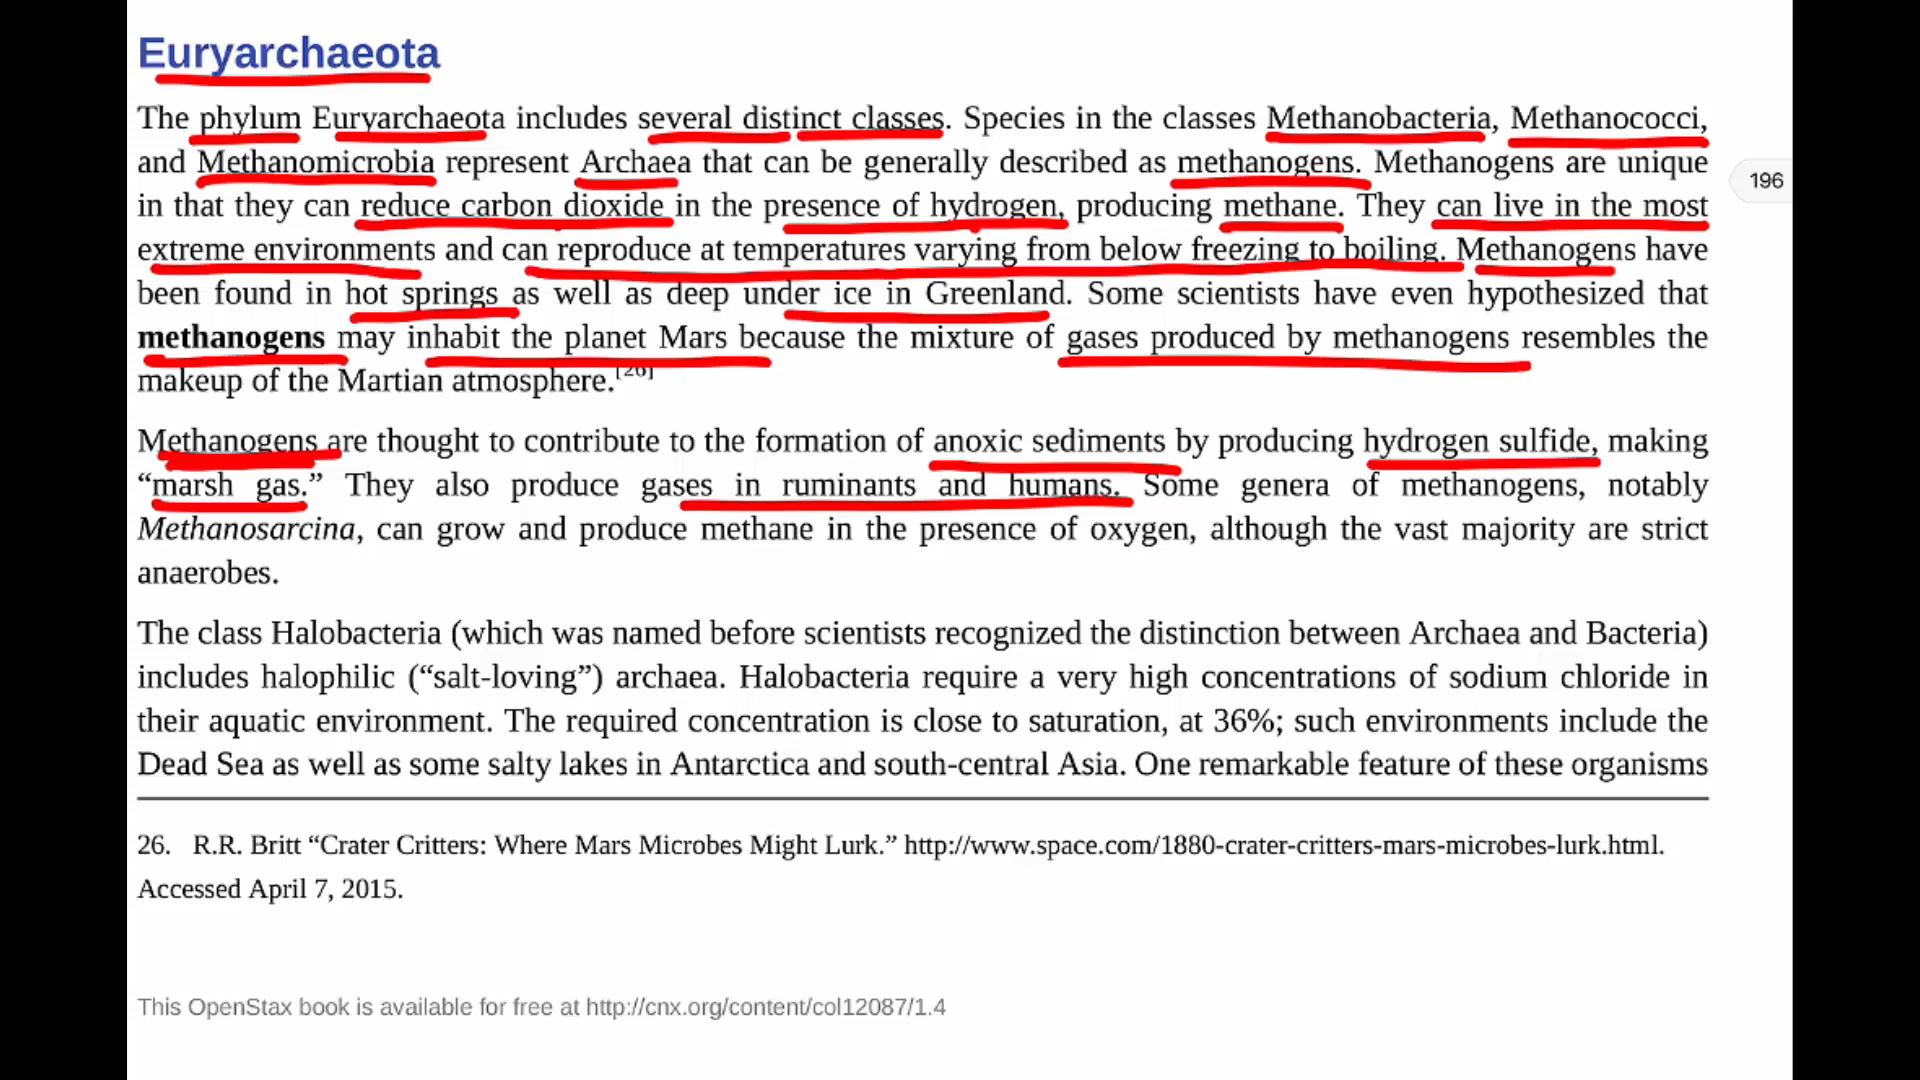 Euryarchaeota
The phylum Euryarchaeota includes several distinct classes. Species in the classes Methanobacteria, Methanococci,
and Methanomicrobia represent Archaea that can be generally described as methanogens. Methanogens are unique
in that they can reduce carbon dioxide in the presence of hydrogen, producing methane. They can live in the most
extreme environments and can reproduce at temperatures varying from below freezing to boiling. Methanogens have
been found in hot springs as well as deep under ice in Greenland. Some scientists have even hypothesized that
methanogens may inhabit the planet Mars because the mixture of gases produced by methanogens resembles the
makeup of the Martian atmosphere.[26]
Methanogens are thought to contribute to the formation of anoxic sediments by producing hydrogen sulfide, making
“marsh gas.” They also produce gases in ruminants and humans. Some genera of methanogens, notably
Methanosarcina, can grow and produce methane in the presence of oxygen, although the vast majority are strict
anaerobes.
The class Halobacteria (which was named before scientists recognized the distinction between Archaea and Bacteria)
includes halophilic (“salt-loving”) archaea. Halobacteria require a very high concentrations of sodium chloride in
their aquatic environment. The required concentration is close to saturation, at 36%; such environments include the
Dead Sea as well as some salty lakes in Antarctica and south-central Asia. One remarkable feature of these organisms
26. R.R. Britt “Crater Critters: Where Mars Microbes Might Lurk.” http://www.space.com/1880-crater-critters-mars-microbes-lurk.html.
Accessed April 7, 2015.
This OpenStax book is available for free at http://cnx.org/content/col12087/1.4
196